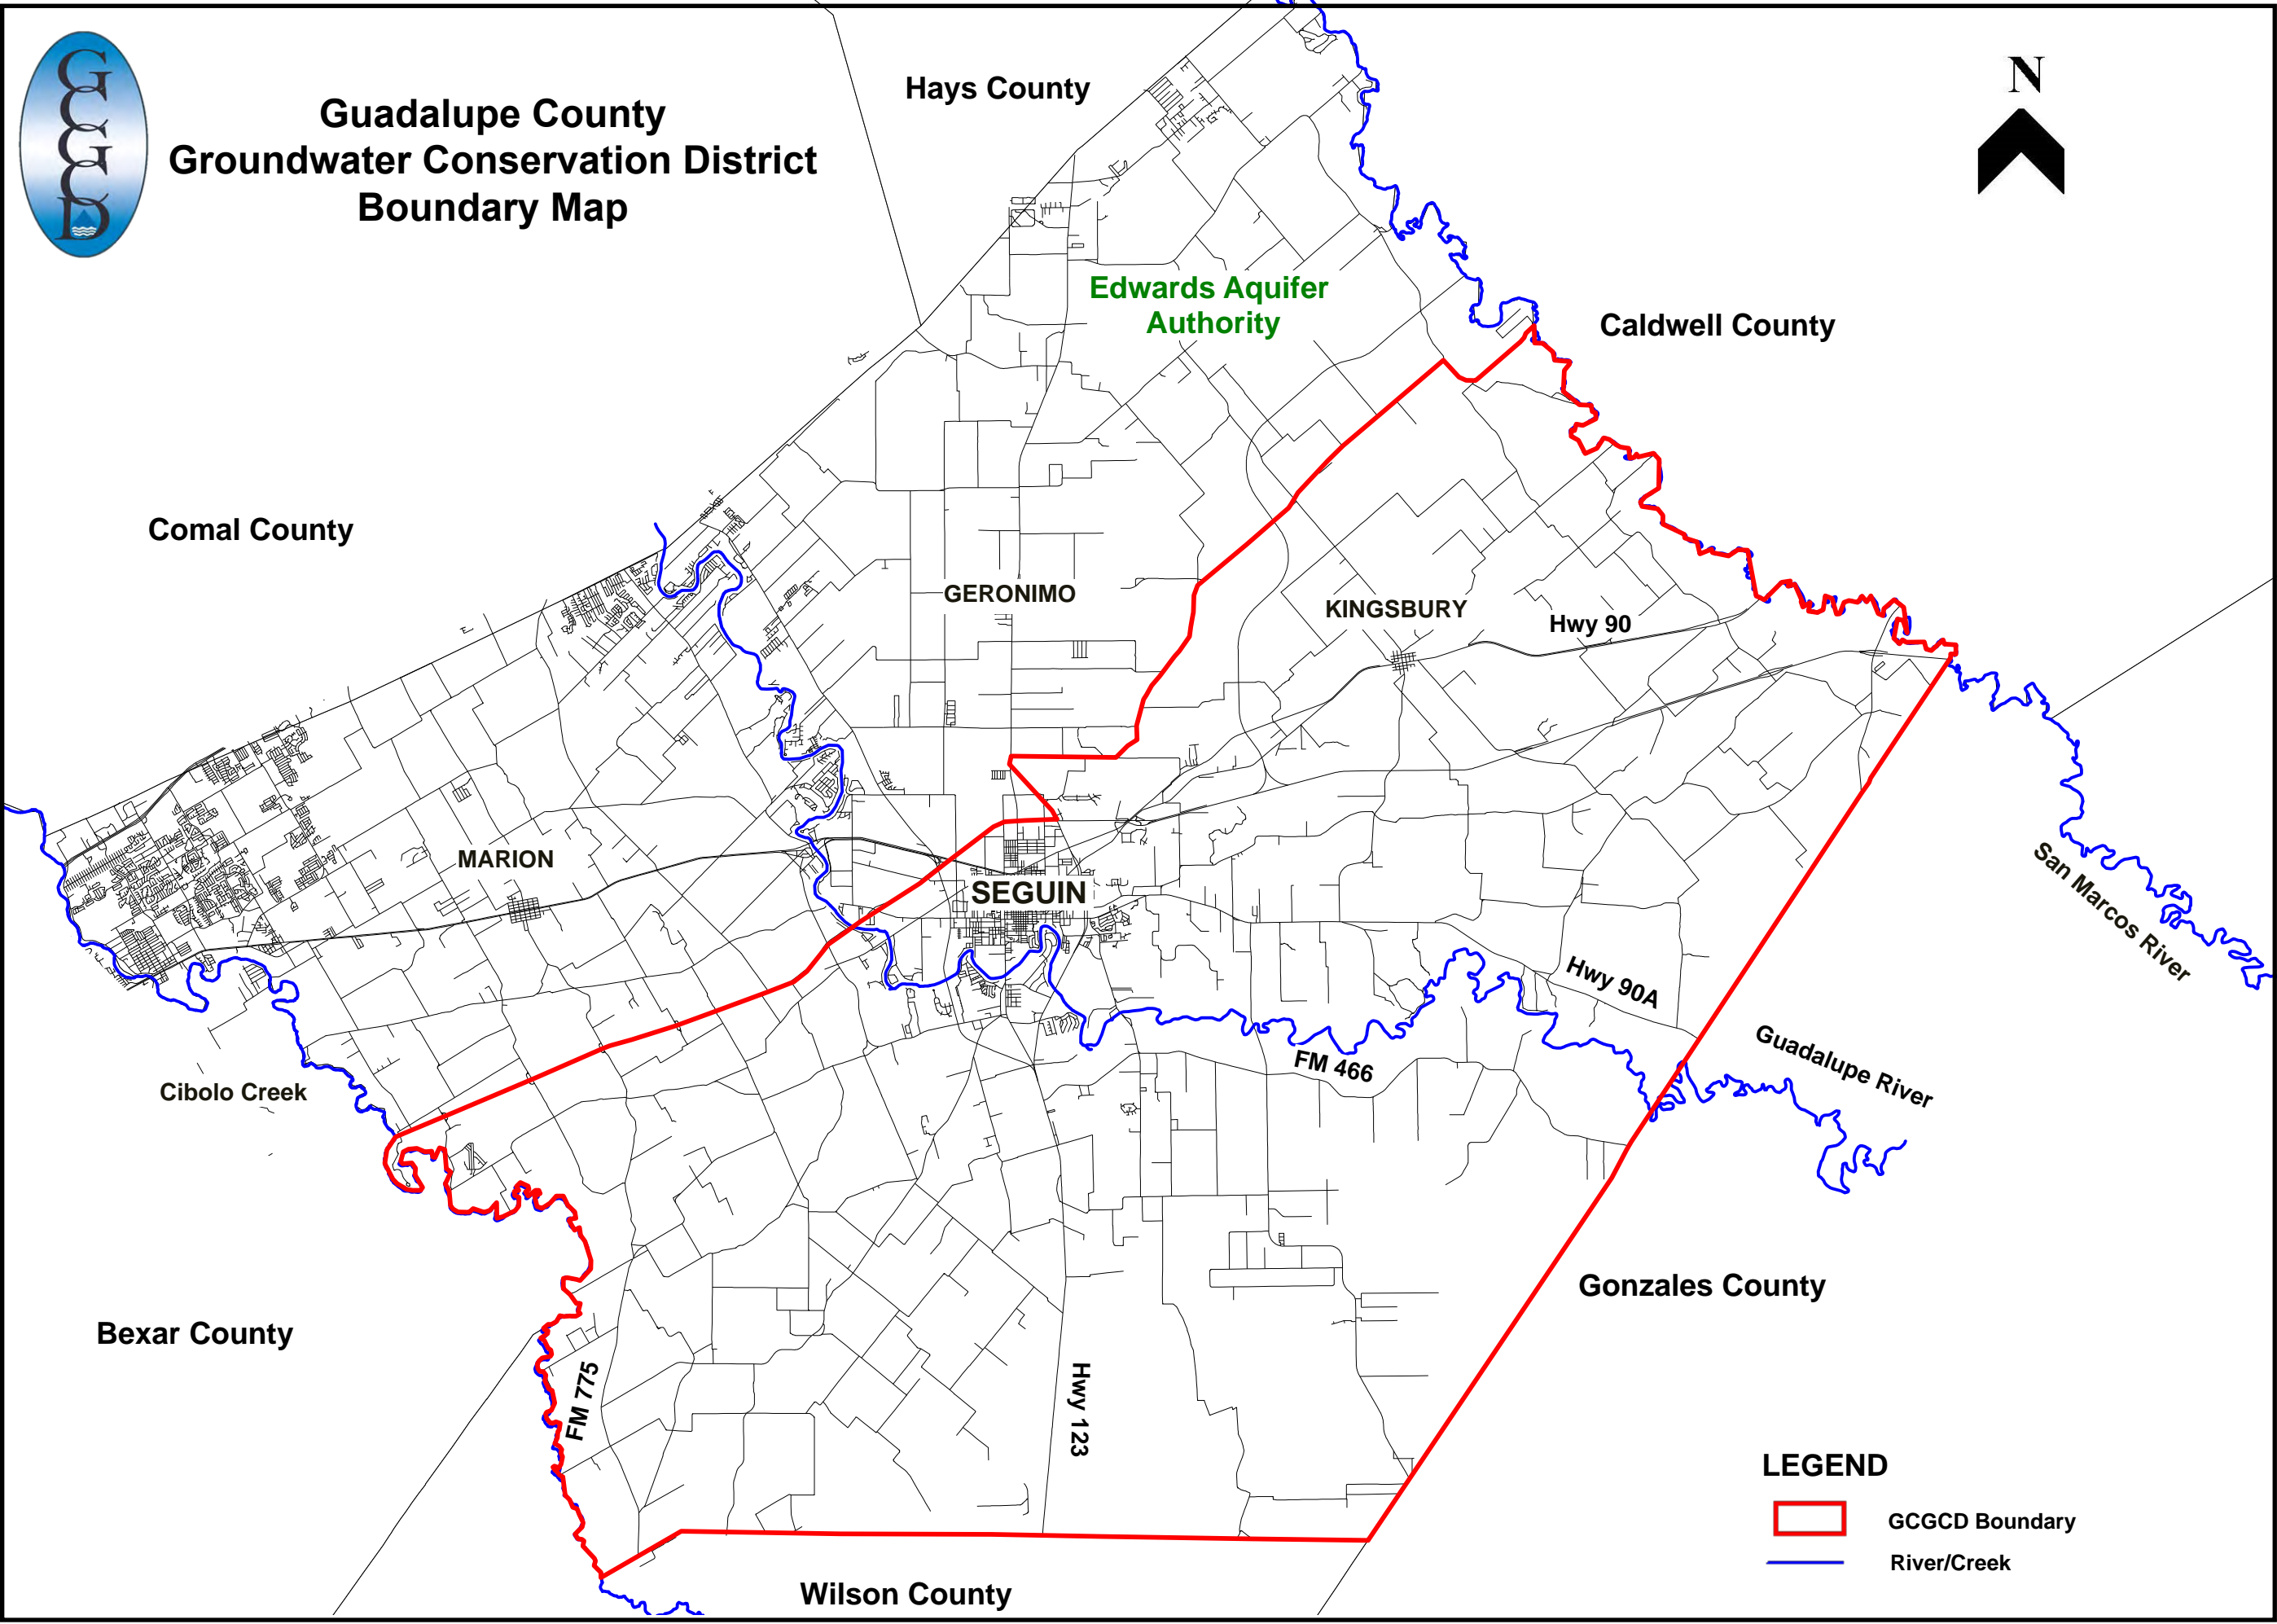 GCGCD
Guadalupe County
Groundwater Conservation District
Boundary Map
Hays County
N
Edwards Aquifer
Authority
Caldwell County
Comal County
GERONIMO
KINGSBURY
Hwy 90
MARION
SEGUIN
San Marcos River
Hwy 90A
Guadalupe River
FM 466
Cibolo Creek
Gonzales County
Bexar County
FM 775
Hwy 123
LEGEND
GCGCD Boundary
River/Creek
Wilson County